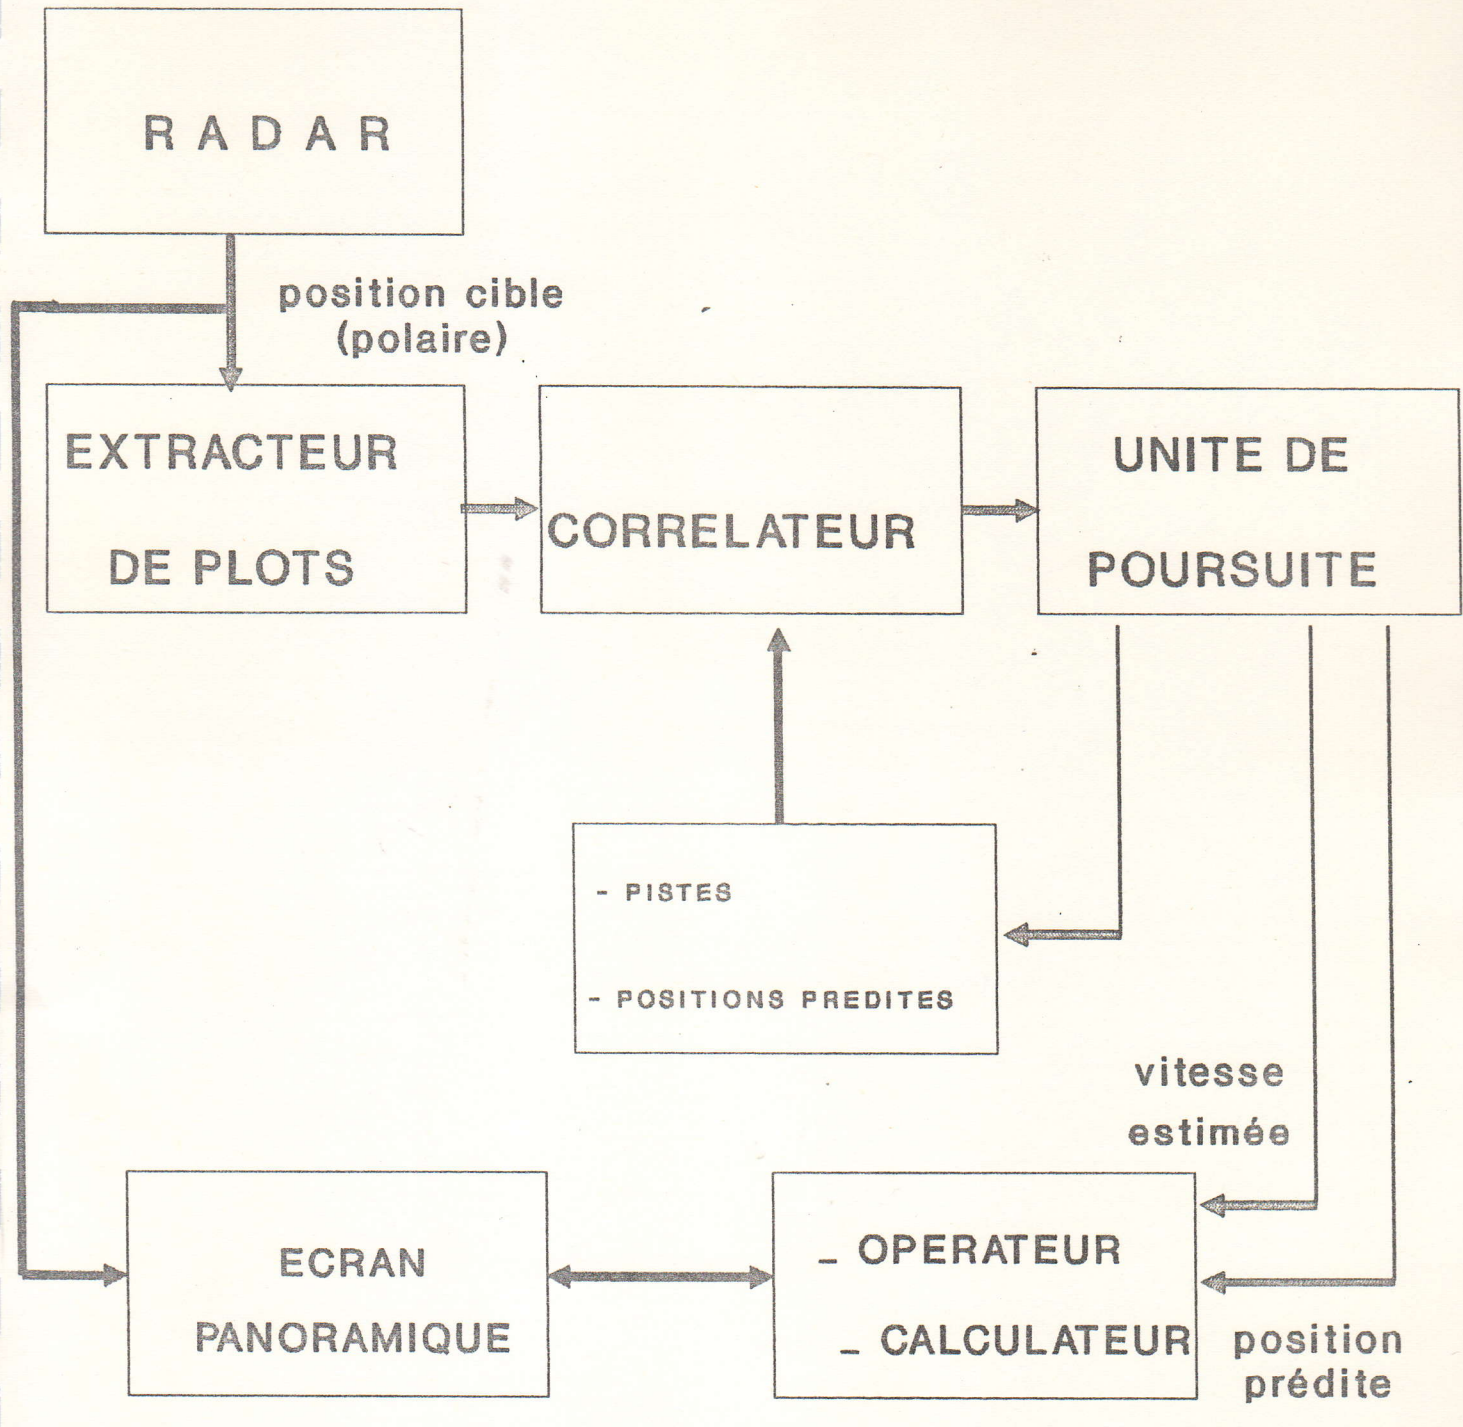 RADAR
position cible
(polaire)
EXTRACTEUR
DE PLOTS
CORRELATEUR
UNITE DE
POURSUITE
- PISTES
- POSITIONS PREDITES
vitesse
estimée
ECRAN
PANORAMIQUE
_ OPERATEUR
_ CALCULATEUR
position
prédite